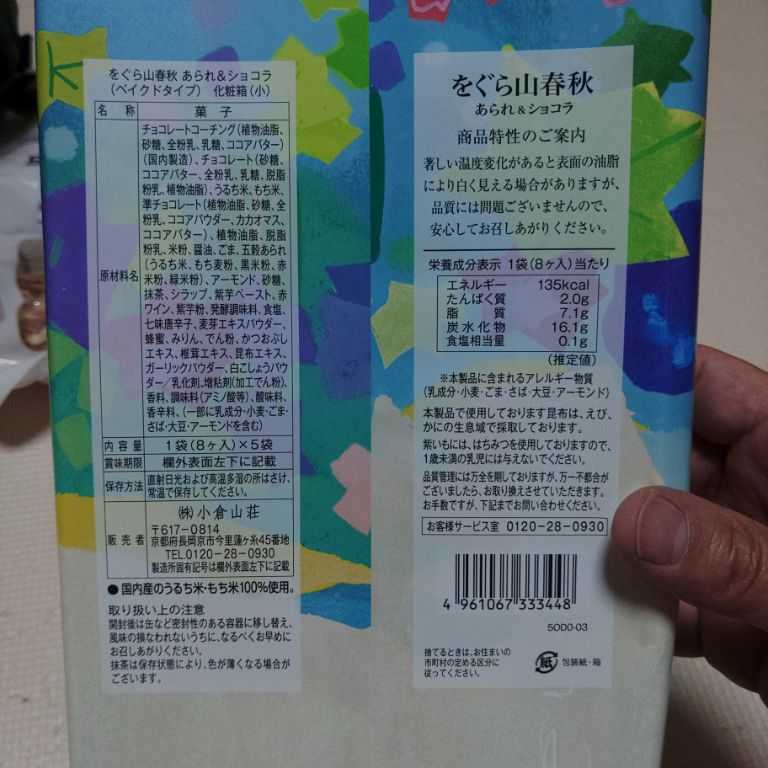 をぐら山春秋 あられ&ショコラ
(ベイクドタイプ) 化粧箱(小)
名称 菓子
原材料名
チョコレートコーチング(植物油脂、
砂糖、全粉乳、乳糖、ココアバター)
(国内製造)、チョコレート(砂糖、
ココアバター、全粉乳、乳糖、脱脂
粉乳、植物油脂)、うるち米、もち米、
準チョコレート(植物油脂、砂糖、全
粉乳、ココアパウダー、カカオマス、
ココアバター)、植物油脂、脱脂
粉乳、米粉、醤油、ごま、五穀あられ
(うるち米、もち麦粉、黒米粉、赤
米粉、緑米粉)、アーモンド、砂糖、
抹茶、シラップ、紫芋ペースト、赤
ワイン、紫芋粉、発酵調味料、食塩、
七味唐辛子、麦芽エキスパウダー、
蜂蜜、みりん、でん粉、かつおぶし
エキス、椎茸エキス、昆布エキス、
ガーリックパウダー、白こしょうパウ
ダー/乳化剤、増粘剤(加工でん粉)、
香料、調味料(アミノ酸等)、酸味料、
香辛料、(一部に乳成分・小麦・ごま・
さば・大豆・アーモンドを含む)
内容量 1袋(8ヶ入)×5袋
賞味期限 欄外表面左下に記載
保存方法 直射日光および高温多湿の所はさけ、
常温で保存してください。
販売者
㈱小倉山荘
〒617-0814
京都府長岡京市今里蓮ヶ糸45番地
TEL.0120-28-0930
製造所固有記号は欄外表面左下に記載
●国内産のうるち米・もち米100%使用。
取り扱い上の注意
開封後は缶など密封性のある容器に移し替え、
風味の損なわれないうちに、なるべくお早めに
お召しあがりください。
抹茶は保存状態により、色が薄くなる場合が
ございます。
をぐら山春秋
あられ&ショコラ
商品特性のご案内
著しい温度変化があると表面の油脂
により白く見える場合がありますが、
品質には問題ございませんので、
安心してお召しあがりください。
栄養成分表示 1袋(8ヶ入)当たり
エネルギー 135kcal
たんぱく質 2.0g
脂質 7.1g
炭水化物 16.1g
食塩相当量 0.1g
(推定値)
※本製品に含まれるアレルギー物質
(乳成分・小麦・ごま・さば・大豆・アーモンド)
本製品で使用しております昆布は、えび、
かにの生息域で採取しております。
紫いもには、はちみつを使用しておりますので、
1歳未満の乳児には与えないでください。
品質管理には万全を期しておりますが、万一不都合が
ございましたら、お取り換えさせていただきます。
お手数ですが、下記までお問い合わせください。
お客様サービス室 0120-28-0930
4 961067 333448
50D0-03
捨てるときは、お住まいの
市町村の定める区分に
従ってください。
紙 包装紙・箱